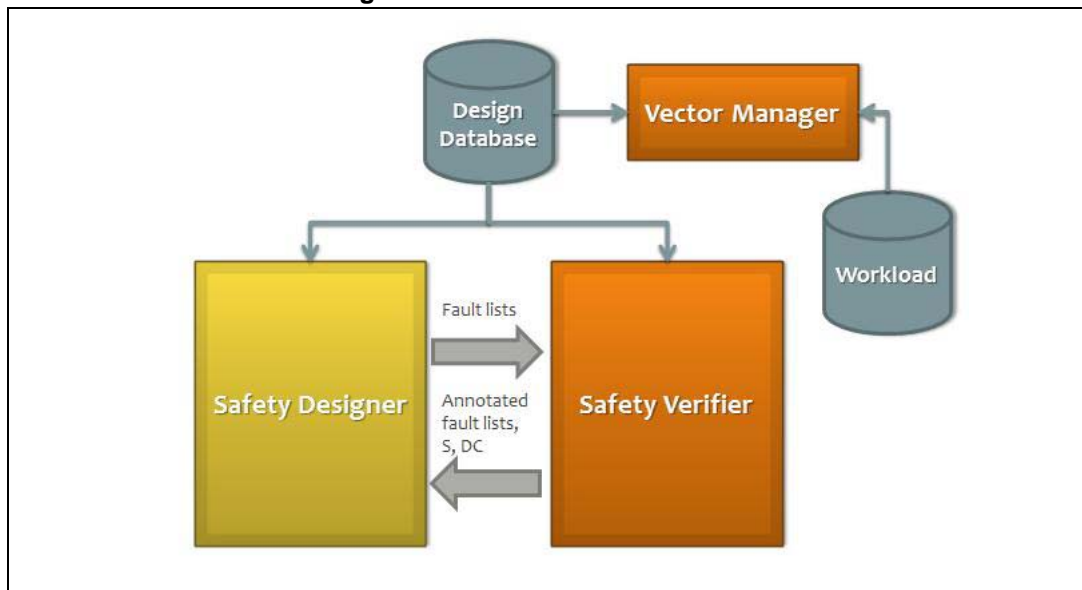 Design
Database
Vector Manager
Workload
Fault lists
Safety Designer
Annotated
fault lists,
S, DC
Safety Verifier